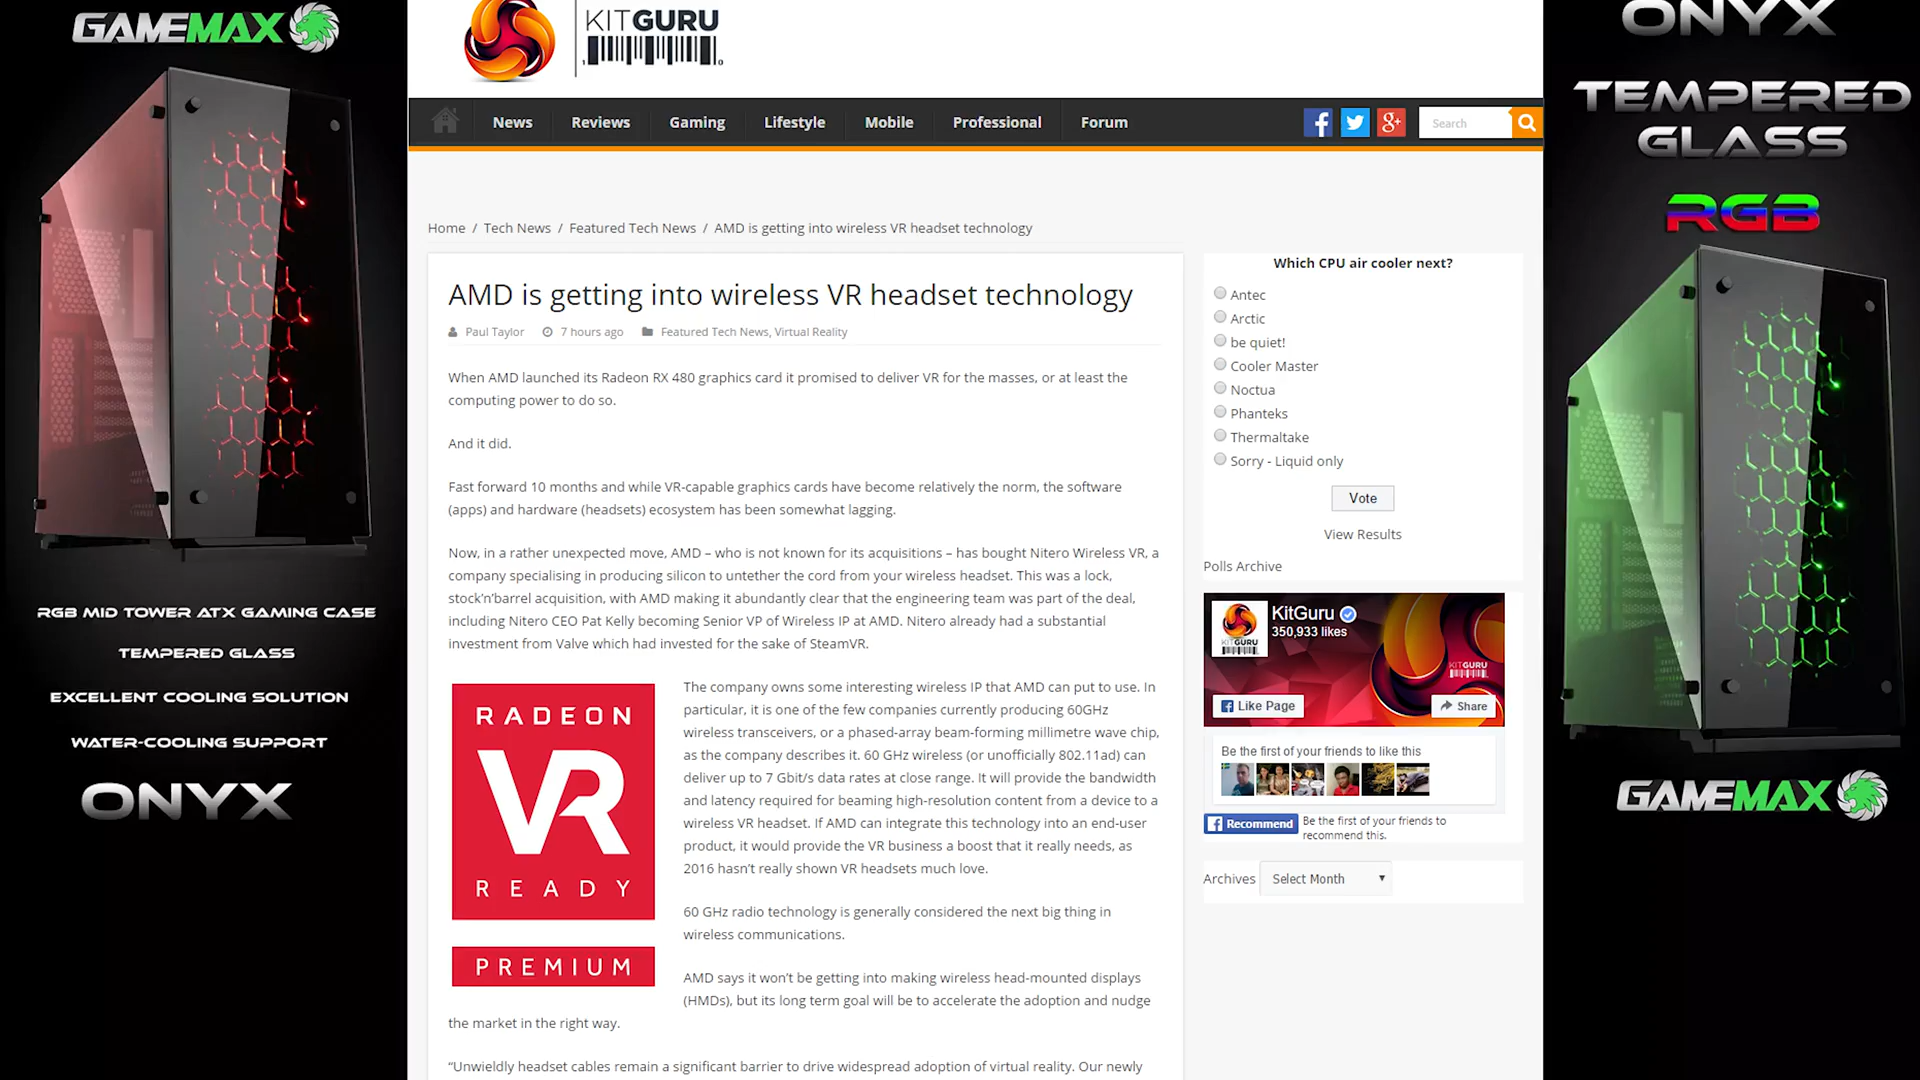 GAMEMAX
RGB MID TOWER ATX GAMING CASE
TEMPERED GLASS
EXCELLENT COOLING SOLUTION
WATER-COOLING SUPPORT
ONYX
KITGURU
News
Reviews
Gaming
Lifestyle
Mobile
Professional
Forum
Search
Home / Tech News / Featured Tech News / AMD is getting into wireless VR headset technology
AMD is getting into wireless VR headset technology
Paul Taylor 7 hours ago Featured Tech News, Virtual Reality
When AMD launched its Radeon RX 480 graphics card it promised to deliver VR for the masses, or at least the
computing power to do so.
And it did.
Fast forward 10 months and while VR-capable graphics cards have become relatively the norm, the software
(apps) and hardware (headsets) ecosystem has been somewhat lagging.
Now, in a rather unexpected move, AMD – who is not known for its acquisitions – has bought Nitero Wireless VR, a
company specialising in producing silicon to untether the cord from your wireless headset. This was a lock,
stock’n’barrel acquisition, with AMD making it abundantly clear that the engineering team was part of the deal,
including Nitero CEO Pat Kelly becoming Senior VP of Wireless IP at AMD. Nitero already had a substantial
investment from Valve which had invested for the sake of SteamVR.
RADEON
VR
READY
PREMIUM
The company owns some interesting wireless IP that AMD can put to use. In
particular, it is one of the few companies currently producing 60GHz
wireless transceivers, or a phased-array beam-forming millimetre wave chip,
as the company describes it. 60 GHz wireless (or unofficially 802.11ad) can
deliver up to 7 Gbit/s data rates at close range. It will provide the bandwidth
and latency required for beaming high-resolution content from a device to a
wireless VR headset. If AMD can integrate this technology into an end-user
product, it would provide the VR business a boost that it really needs, as
2016 hasn’t really shown VR headsets much love.
60 GHz radio technology is generally considered the next big thing in
wireless communications.
AMD says it won’t be getting into making wireless head-mounted displays
(HMDs), but its long term goal will be to accelerate the adoption and nudge
the market in the right way.
“Unwieldly headset cables remain a significant barrier to drive widespread adoption of virtual reality. Our newly
Which CPU air cooler next?
Antec
Arctic
be quiet!
Cooler Master
Noctua
Phanteks
Thermaltake
Sorry - Liquid only
Vote
View Results
Polls Archive
KitGuru
350,933 likes
KITGURU
KITGURU
Like Page
Share
Be the first of your friends to like this
Recommend
Be the first of your friends to
recommend this.
Archives Select Month
ONYX
TEMPERED
GLASS
RGB
GAMEMAX